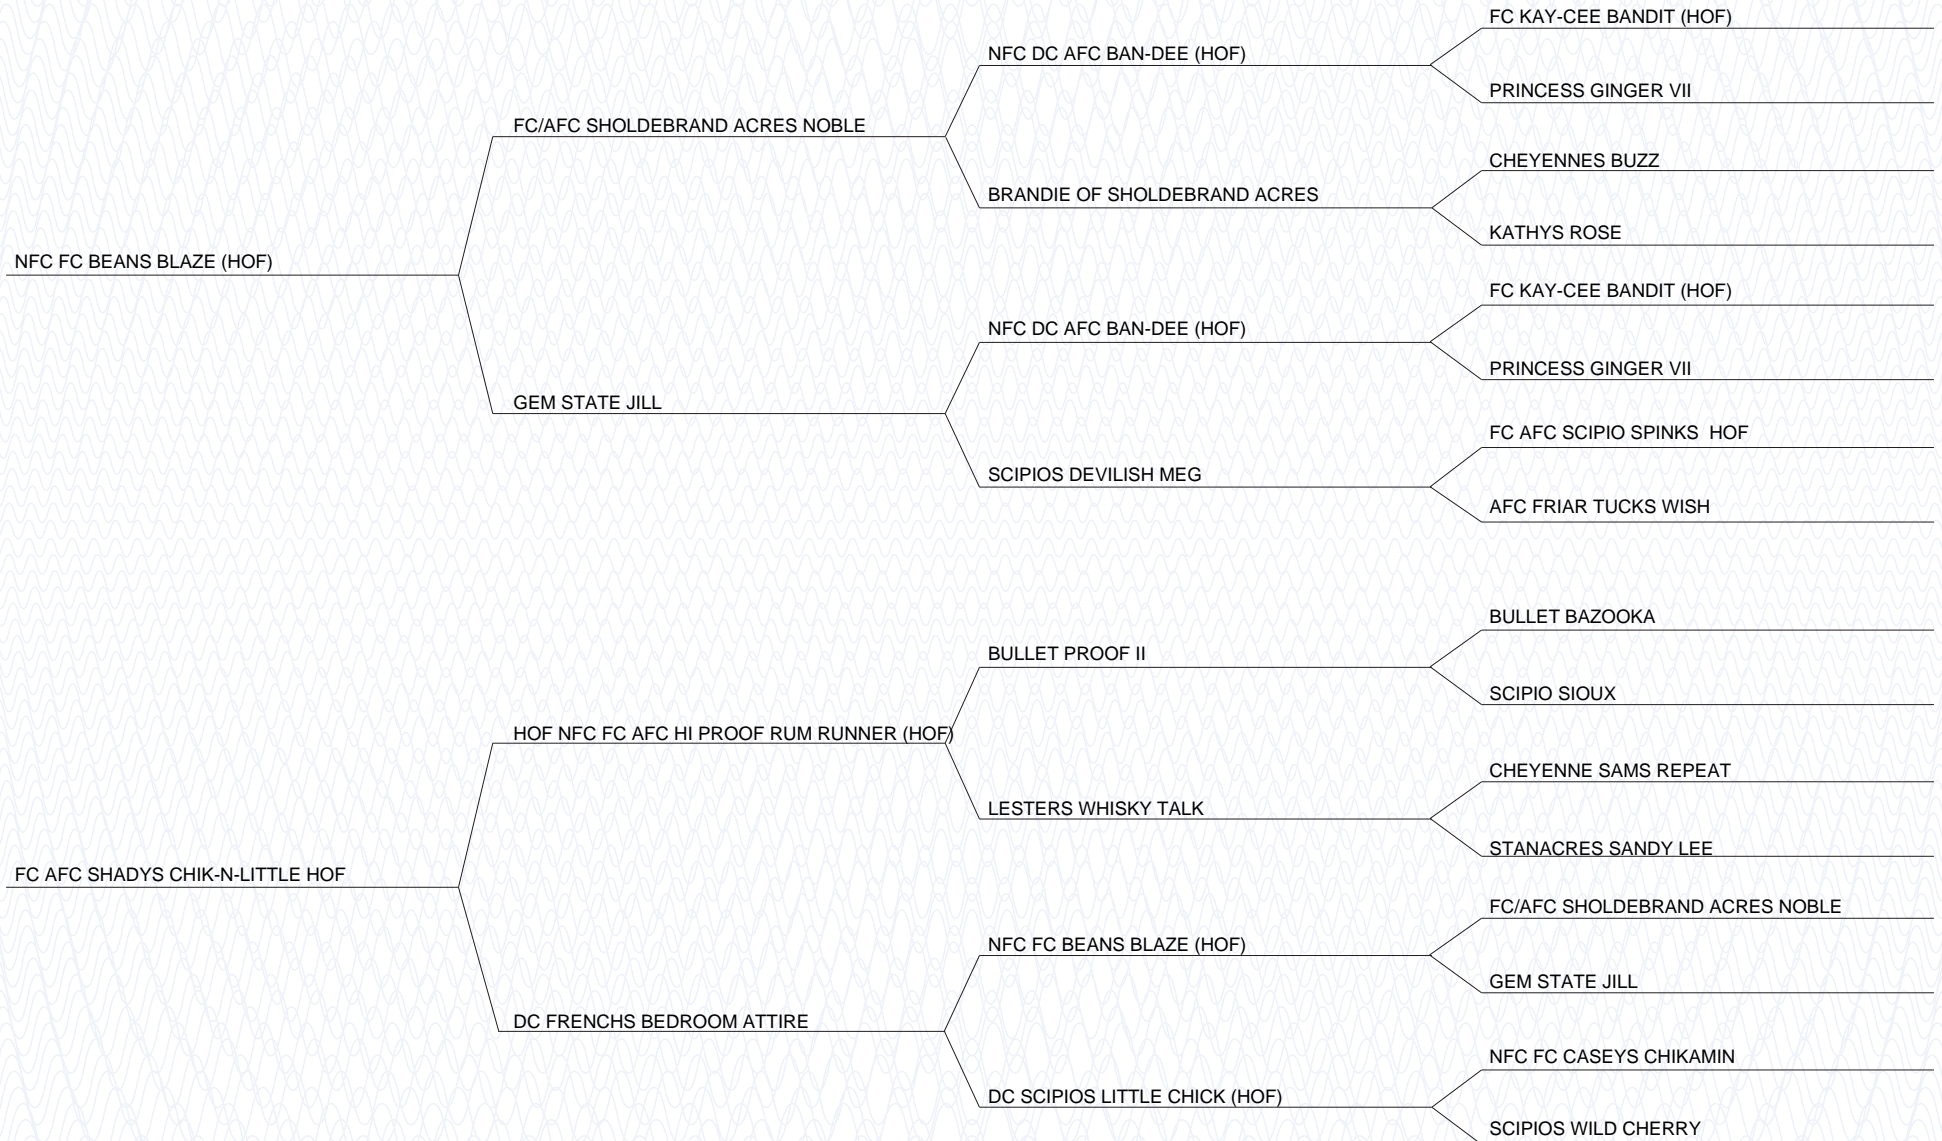 FC KAY-CEE BANDIT (HOF)
NFC DC AFC BAN-DEE (HOF)
PRINCESS GINGER VII
FC/AFC SHOLDEBRAND ACRES NOBLE
CHEYENNES BUZZ
BRANDIE OF SHOLDEBRAND ACRES
KATHYS ROSE
NFC FC BEANS BLAZE (HOF)
FC KAY-CEE BANDIT (HOF)
NFC DC AFC BAN-DEE (HOF)
PRINCESS GINGER VII
GEM STATE JILL
FC AFC SCIPIO SPINKS  HOF
SCIPIOS DEVILISH MEG
AFC FRIAR TUCKS WISH
BULLET BAZOOKA
BULLET PROOF II
SCIPIO SIOUX
HOF NFC FC AFC HI PROOF RUM RUNNER (HOF)
CHEYENNE SAMS REPEAT
LESTERS WHISKY TALK
STANACRES SANDY LEE
FC AFC SHADYS CHIK-N-LITTLE HOF
FC/AFC SHOLDEBRAND ACRES NOBLE
NFC FC BEANS BLAZE (HOF)
GEM STATE JILL
DC FRENCHS BEDROOM ATTIRE
NFC FC CASEYS CHIKAMIN
DC SCIPIOS LITTLE CHICK (HOF)
SCIPIOS WILD CHERRY